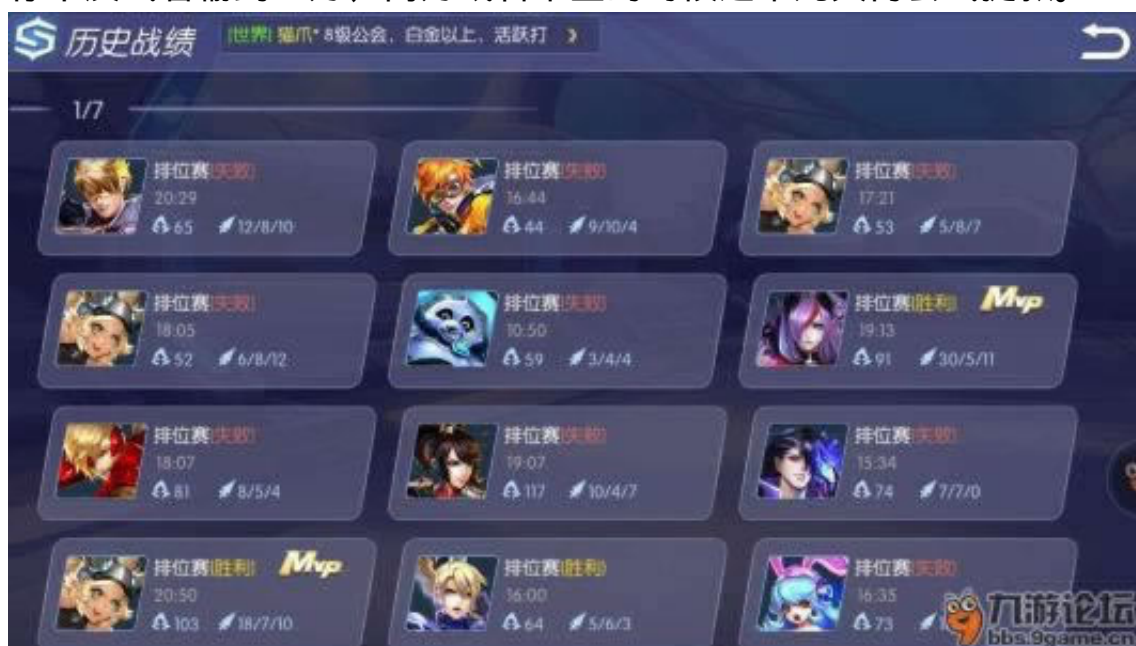 历史战绩
[世界] 猫爪* 8级公会，白金以上，活跃打
1/7
排位赛(失败)
20:29
65 12/8/10
排位赛(失败)
16:44
44 9/10/4
排位赛(失败)
17:21
53 5/8/7
排位赛(失败)
18:05
52 6/8/12
排位赛(失败)
10:50
59 3/4/4
排位赛(胜利) Mvp
19:13
91 30/5/11
排位赛(失败)
18:07
81 8/5/4
排位赛(失败)
19:07
117 10/4/7
排位赛(失败)
15:34
74 7/7/0
排位赛(胜利) Mvp
20:50
103 18/7/10
排位赛(胜利)
16:00
64 5/6/3
排位赛(失败)
16:35
73
九游论坛
bbs.9game.cn